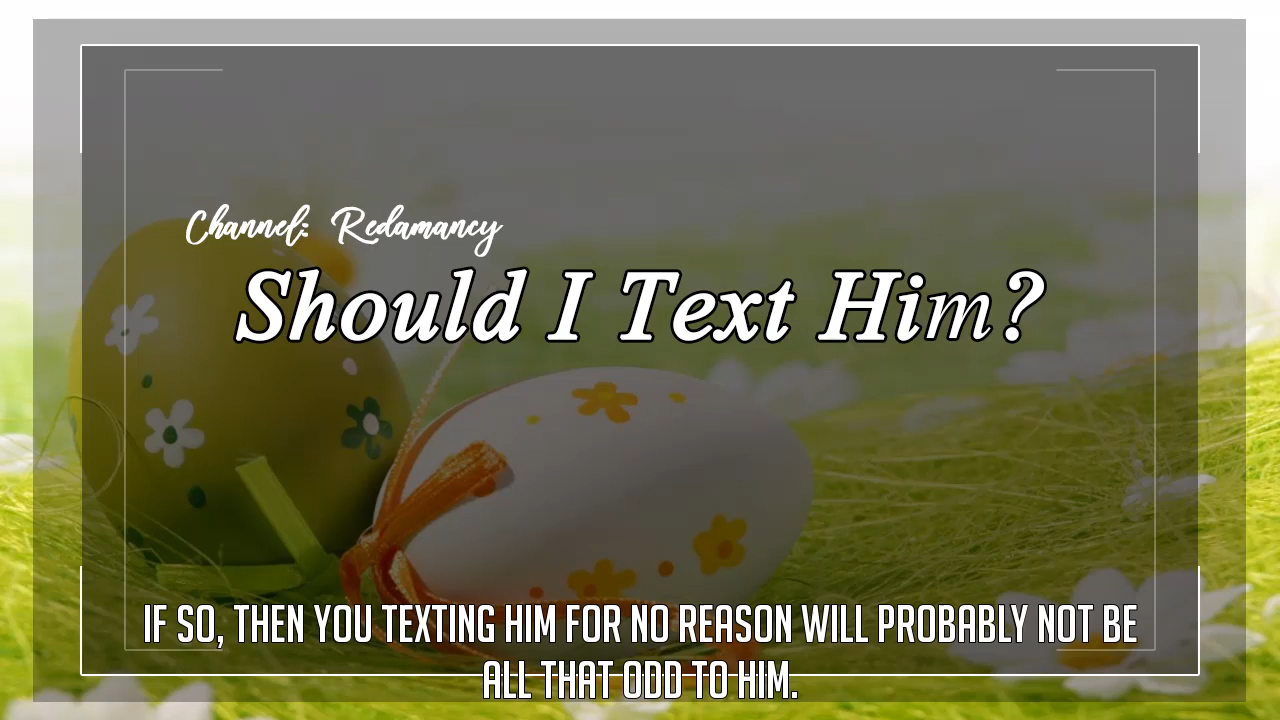 Channel: Redamancy
Should I Text Him?
IF SO, THEN YOU TEXTING HIM FOR NO REASON WILL PROBABLY NOT BE
ALL THAT ODD TO HIM.